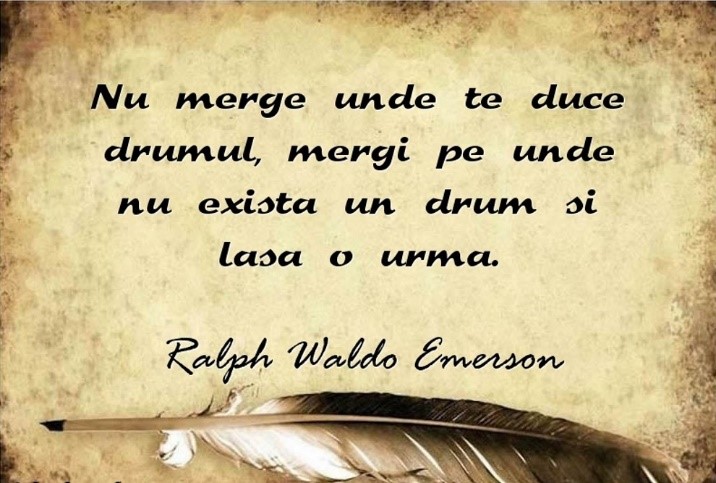 Nu merge unde te duce
drumul, mergi pe unde
nu exista un drum si
lasa o urma.
Ralph Waldo Emerson